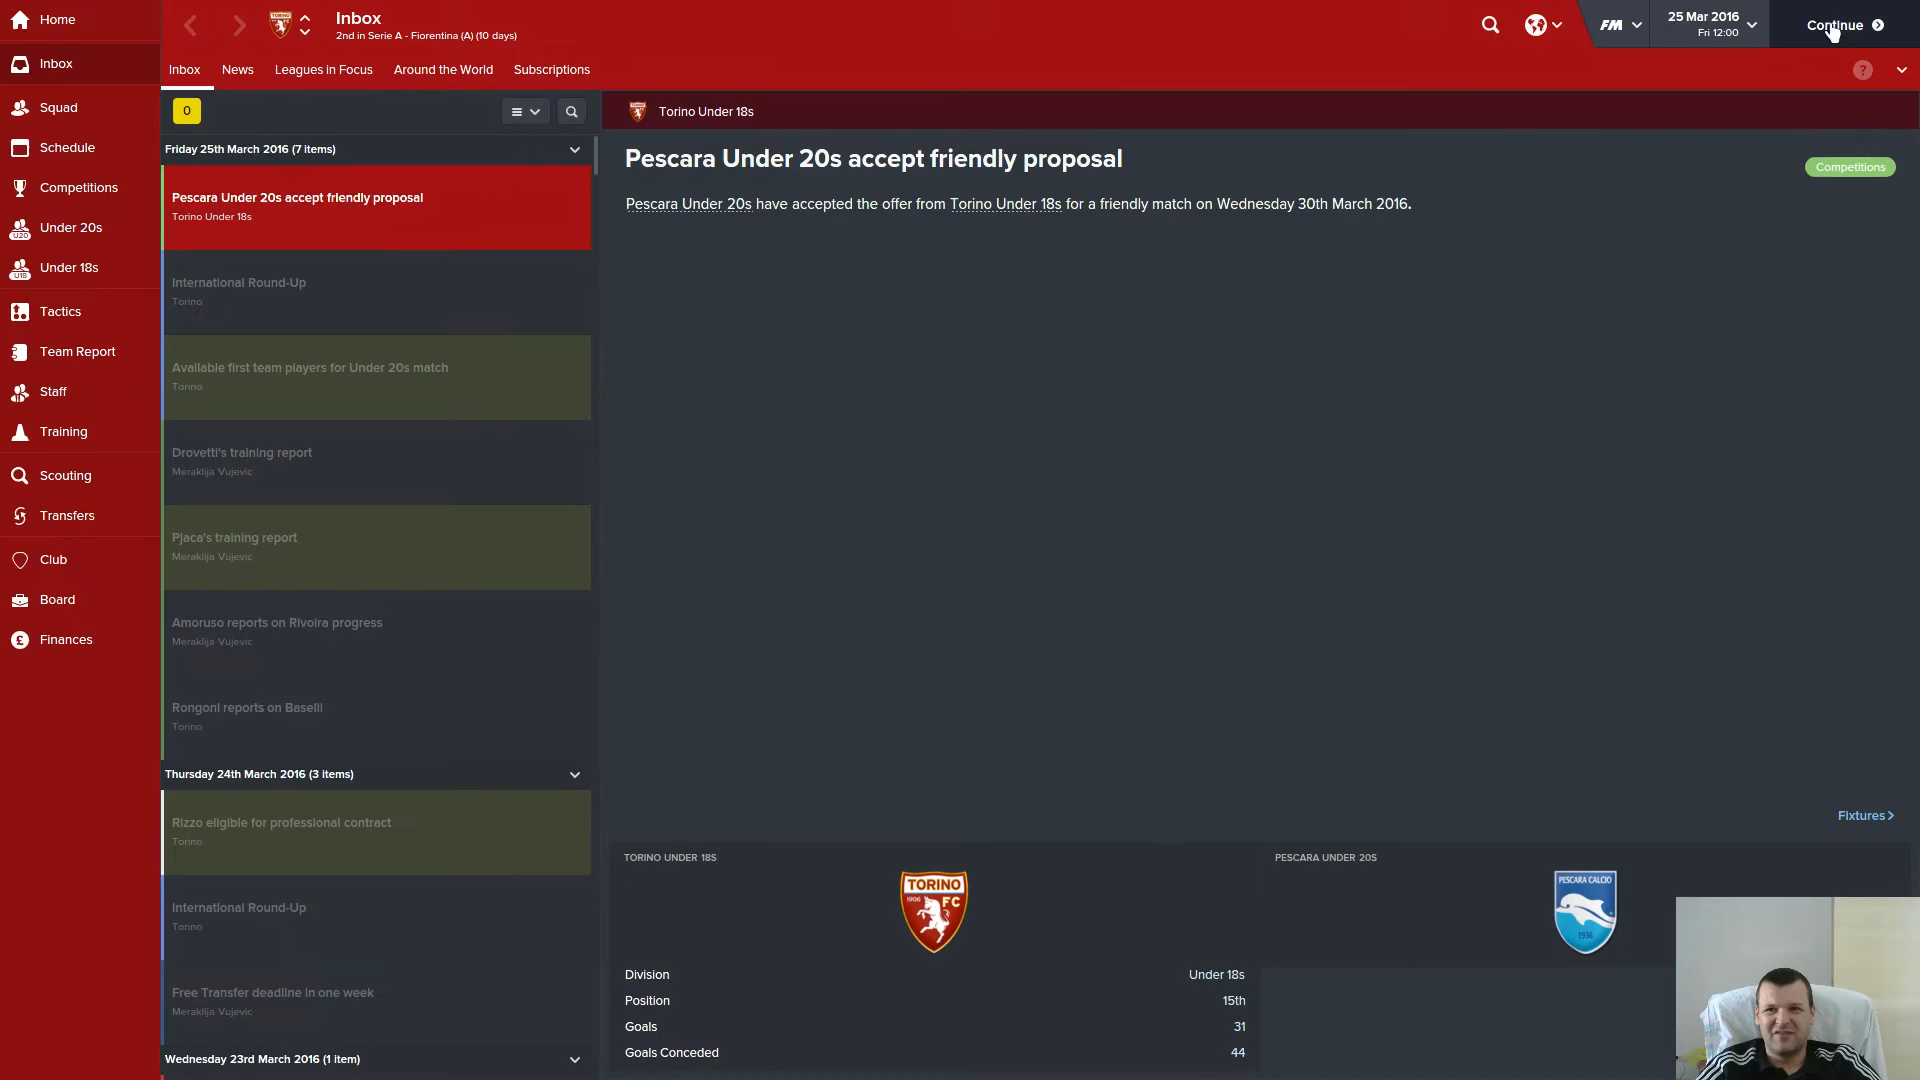 Home
Inbox
Squad
Schedule
Competitions
Under 20s
Under 18s
Tactics
Team Report
Staff
Training
Scouting
Transfers
Club
Board
Finances
Inbox
2nd in Serie A - Fiorentina (A) (10 days)
FM
25 Mar 2016
Fri 12:00
Continue
Inbox News Leagues in Focus Around the World Subscriptions
?
0
Friday 25th March 2016 (7 items)
Pescara Under 20s accept friendly proposal
Torino Under 18s
International Round-Up
Torino
Available first team players for Under 20s match
Torino
Drovetti's training report
Meraklija Vujevic
Pjaca's training report
Meraklija Vujevic
Amoruso reports on Rivoira progress
Meraklija Vujevic
Rongoni reports on Baselli
Torino
Thursday 24th March 2016 (3 items)
Rizzo eligible for professional contract
Torino
International Round-Up
Torino
Free Transfer deadline in one week
Meraklija Vujevic
Wednesday 23rd March 2016 (1 item)
Torino Under 18s
Pescara Under 20s accept friendly proposal
Competitions
Pescara Under 20s have accepted the offer from Torino Under 18s for a friendly match on Wednesday 30th March 2016.
Fixtures
TORINO UNDER 18S
TORINO
1906 FC
Division Under 18s
Position 15th
Goals 31
Goals Conceded 44
PESCARA UNDER 20S
PESCARA CALCIO
1936